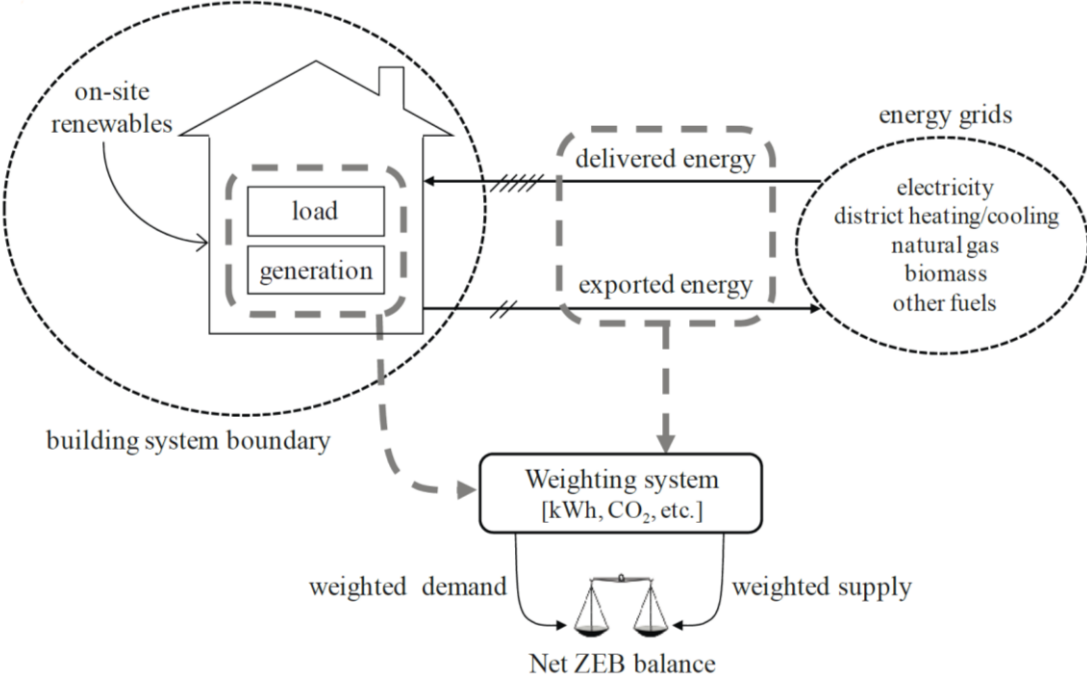 on-site
renewables
load
generation
building system boundary
delivered energy
exported energy
energy grids
electricity
district heating/cooling
natural gas
biomass
other fuels
Weighting system
[kWh, CO₂, etc.]
weighted demand
weighted supply
Net ZEB balance